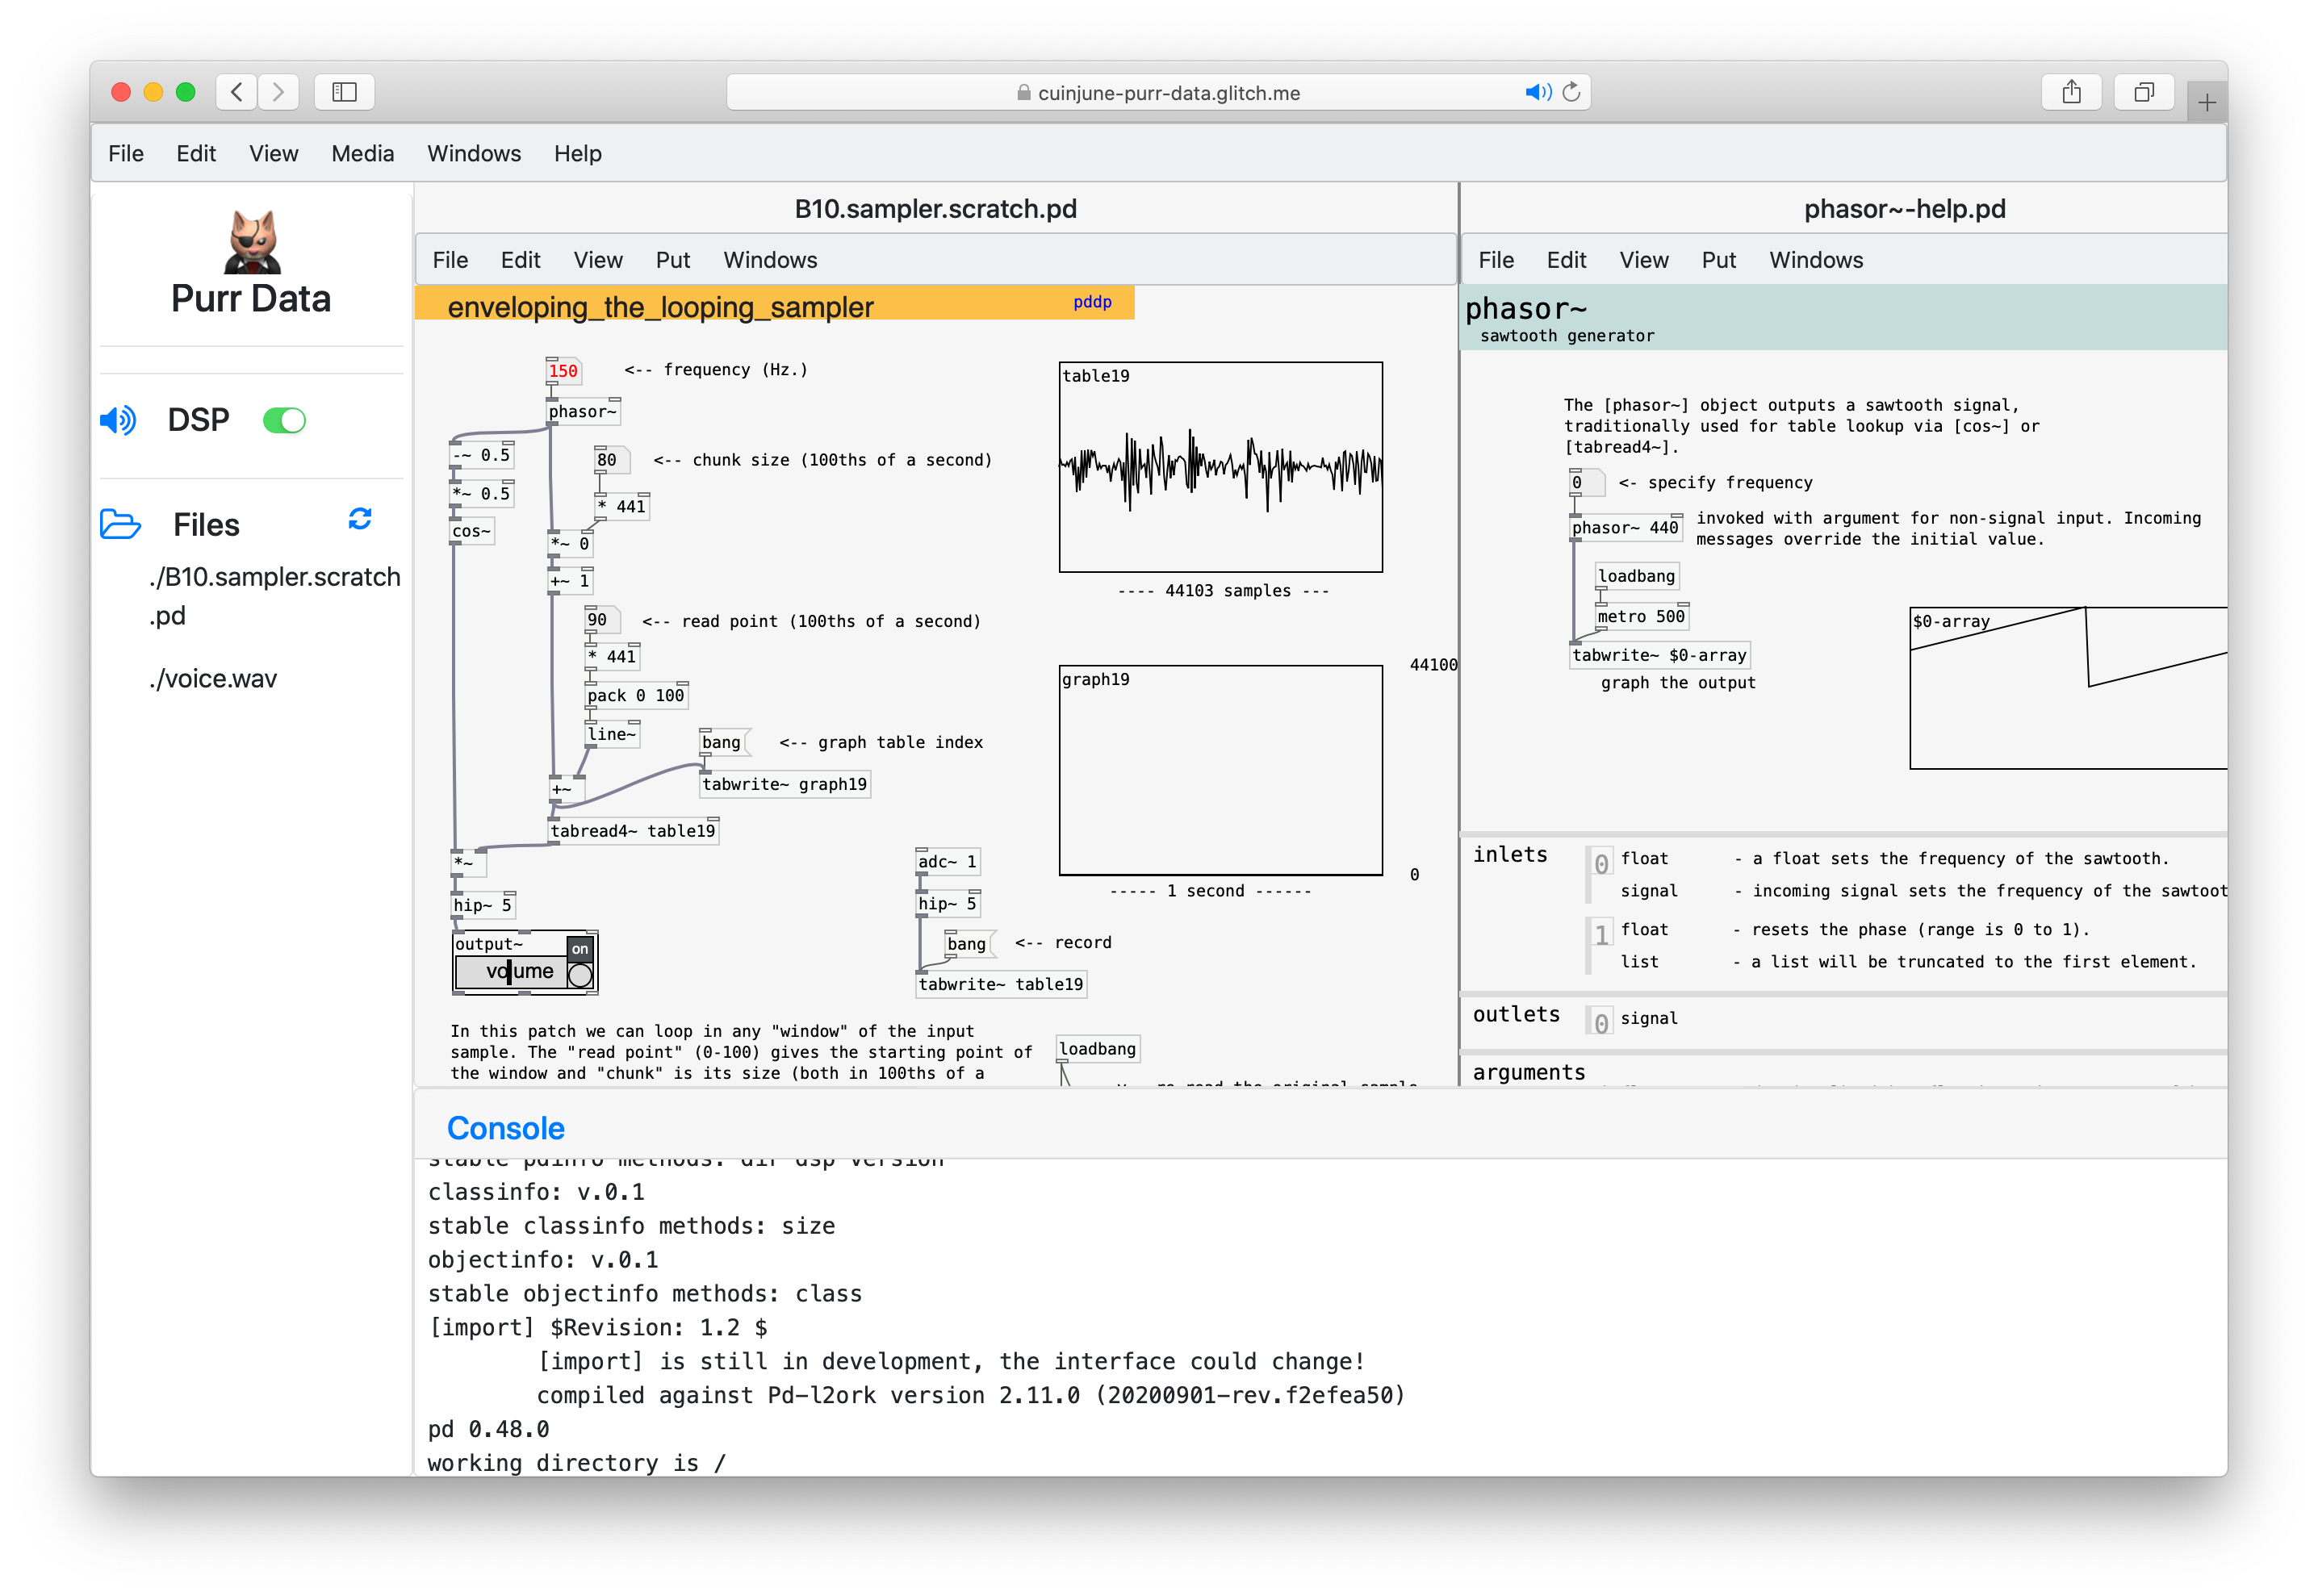 cuinjune-purr-data.glitch.me
File Edit View Media Windows Help
Purr Data
DSP
Files
./B10.sampler.scratch
.pd
./voice.wav
B10.sampler.scratch.pd
File Edit View Put Windows
enveloping_the_looping_sampler
pddp
150
<-- frequency (Hz.)
phasor~
-~ 0.5
80
<-- chunk size (100ths of a second)
*~ 0.5
* 441
cos~
*~ 0
+~ 1
90
<-- read point (100ths of a second)
* 441
pack 0 100
line~
bang
<-- graph table index
+~
tabwrite~ graph19
tabread4~ table19
*~
hip~ 5
output~
on
volume
adc~ 1
hip~ 5
bang
<-- record
tabwrite~ table19
table19
---- 44103 samples ---
44100
graph19
0
----- 1 second ------
In this patch we can loop in any "window" of the input
sample. The "read point" (0-100) gives the starting point of
the window and "chunk" is its size (both in 100ths of a
loadbang
re-read the original sample
phasor~-help.pd
File Edit View Put Windows
phasor~
sawtooth generator
The [phasor~] object outputs a sawtooth signal,
traditionally used for table lookup via [cos~] or
[tabread4~].
0
<- specify frequency
phasor~ 440
invoked with argument for non-signal input. Incoming
messages override the initial value.
loadbang
metro 500
tabwrite~ $0-array
graph the output
$0-array
inlets
0
float - a float sets the frequency of the sawtooth.
signal - incoming signal sets the frequency of the sawtoot
1
float - resets the phase (range is 0 to 1).
list - a list will be truncated to the first element.
outlets
0
signal
arguments
Console
stable pdinfo methods: dir dsp version
classinfo: v.0.1
stable classinfo methods: size
objectinfo: v.0.1
stable objectinfo methods: class
[import] $Revision: 1.2 $
[import] is still in development, the interface could change!
compiled against Pd-l2ork version 2.11.0 (20200901-rev.f2efea50)
pd 0.48.0
working directory is /